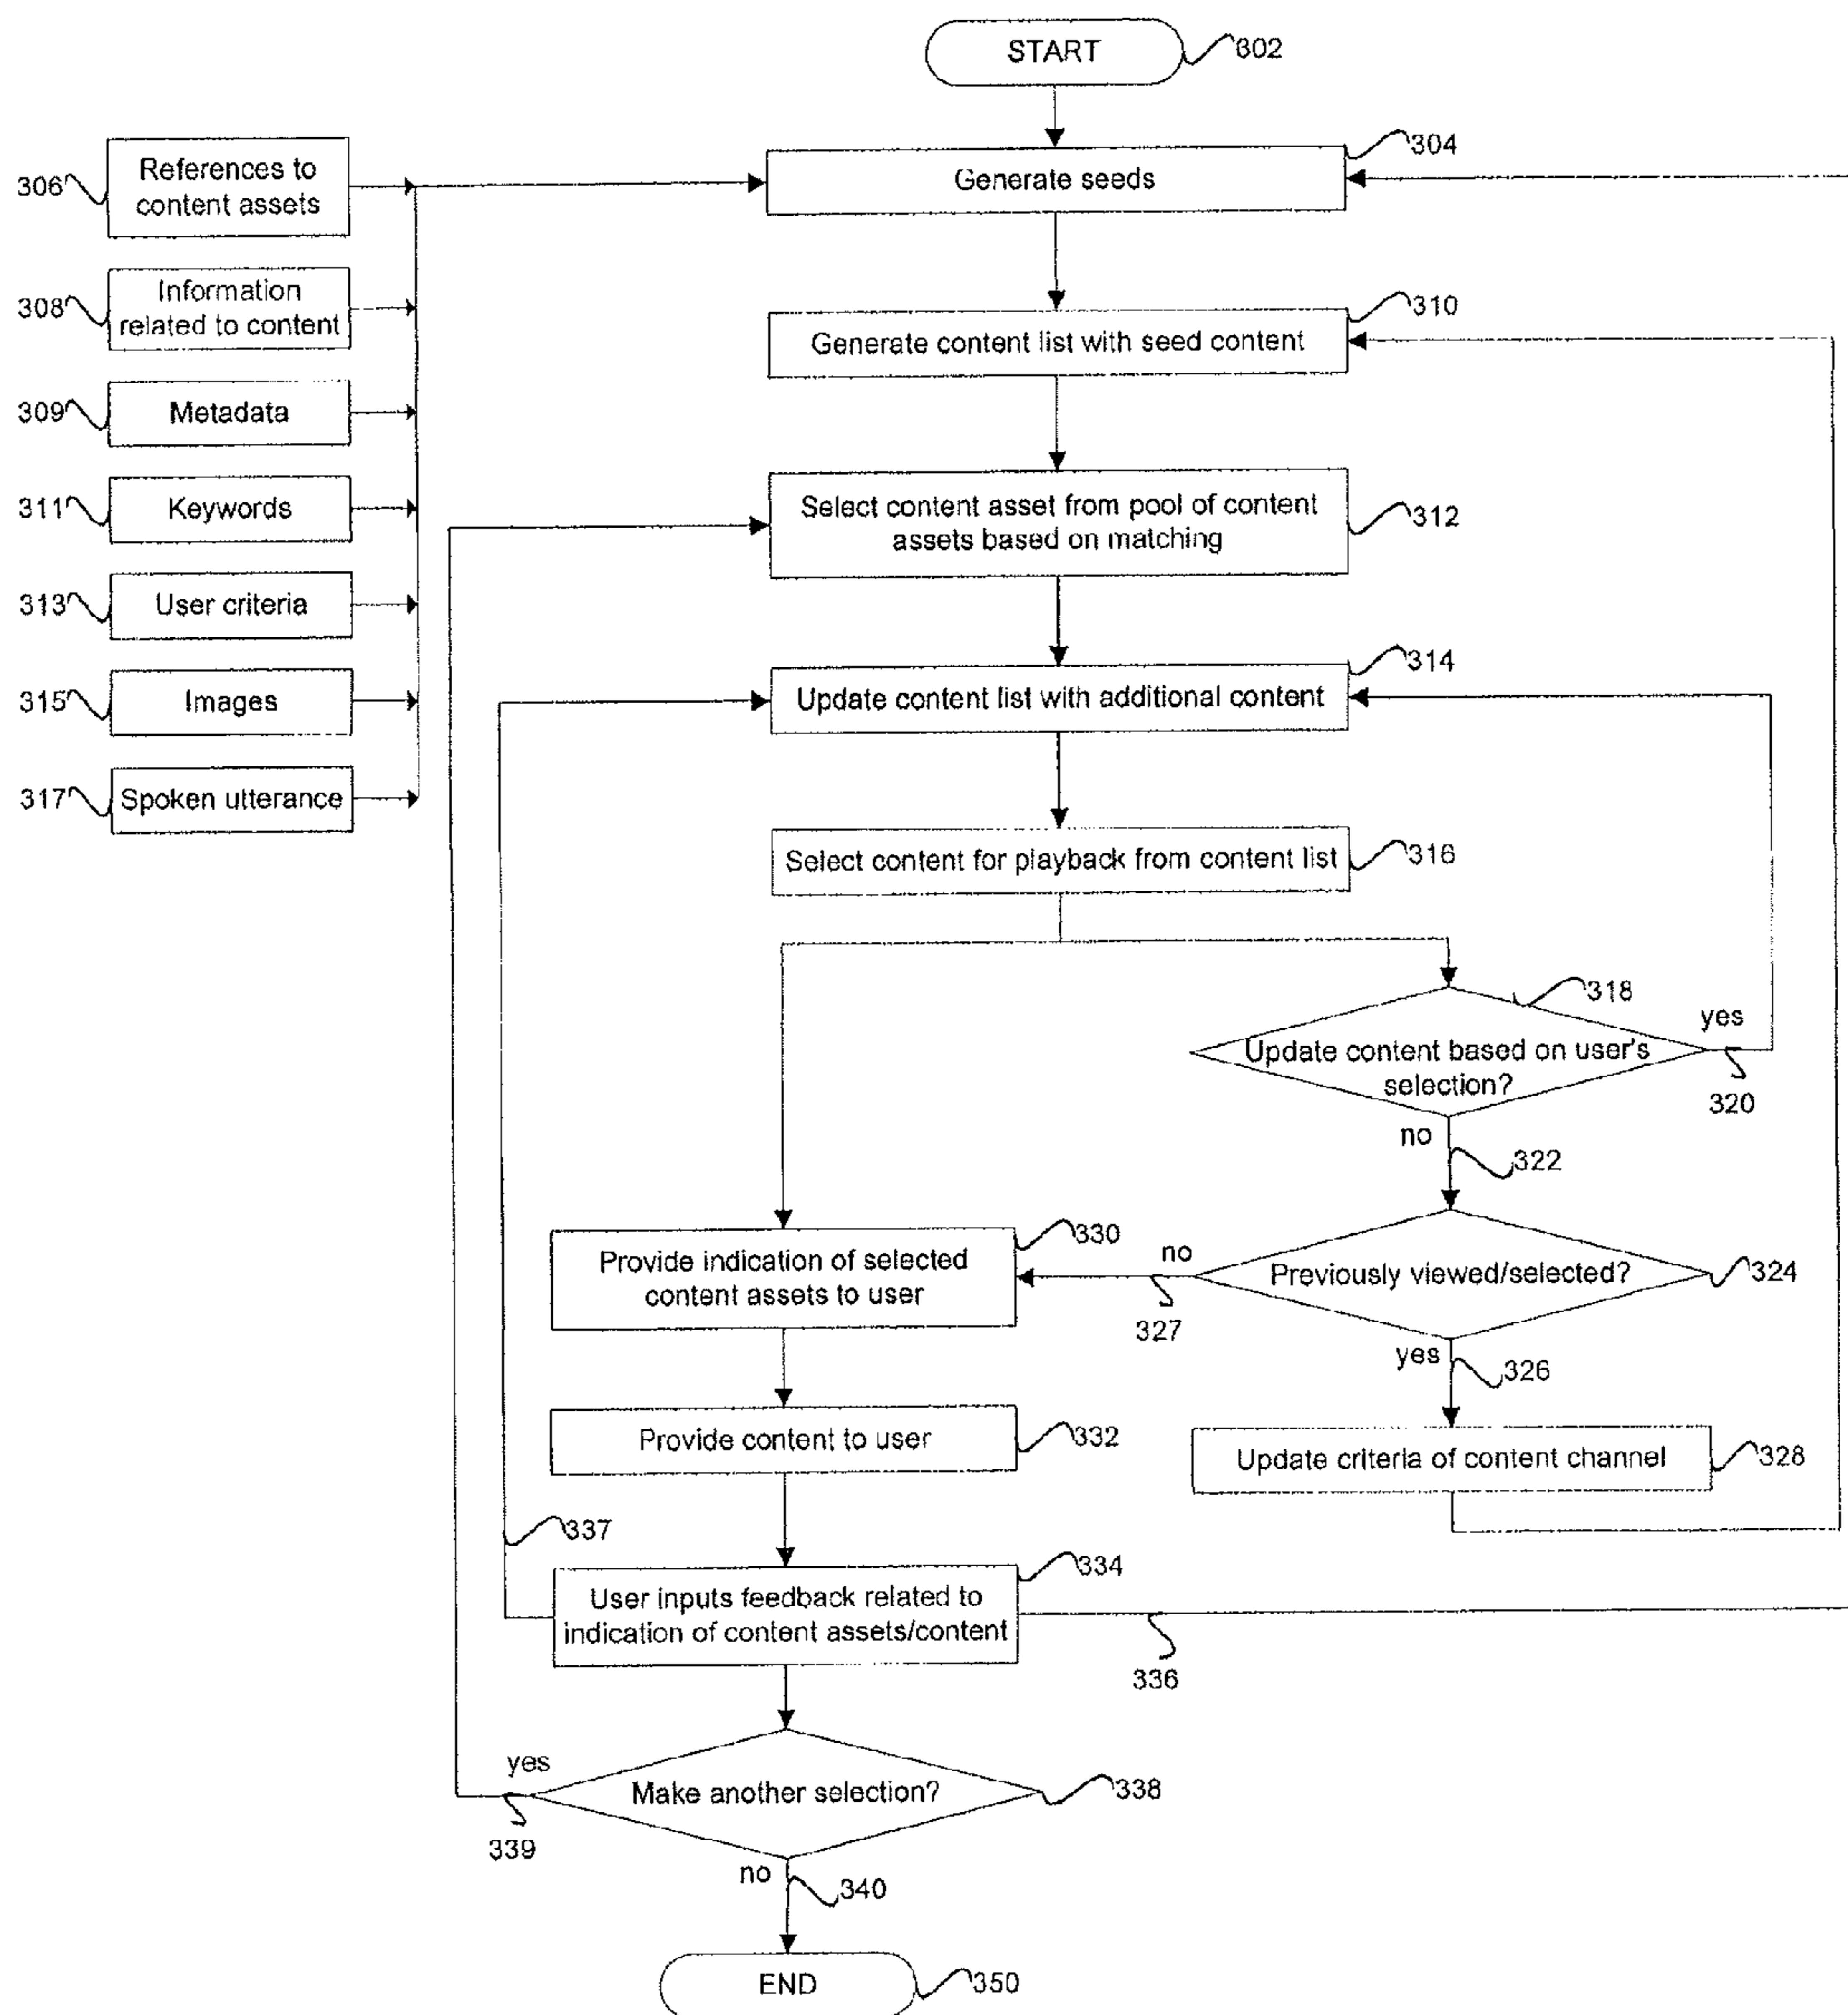 START
302
304
306
References to
content assets
Generate seeds
308
Information
related to content
310
Generate content list with seed content
309
Metadata
311
Keywords
Select content asset from pool of content
assets based on matching
312
313
User criteria
314
315
Images
Update content list with additional content
317
Spoken utterance
Select content for playback from content list
316
318
yes
Update content based on user's
selection?
320
no
322
330
Provide indication of selected
content assets to user
no
327
Previously viewed/selected?
324
yes
326
Provide content to user
332
Update criteria of content channel
328
337
334
User inputs feedback related to
indication of content assets/content
336
yes
Make another selection?
338
339
no
340
END
350